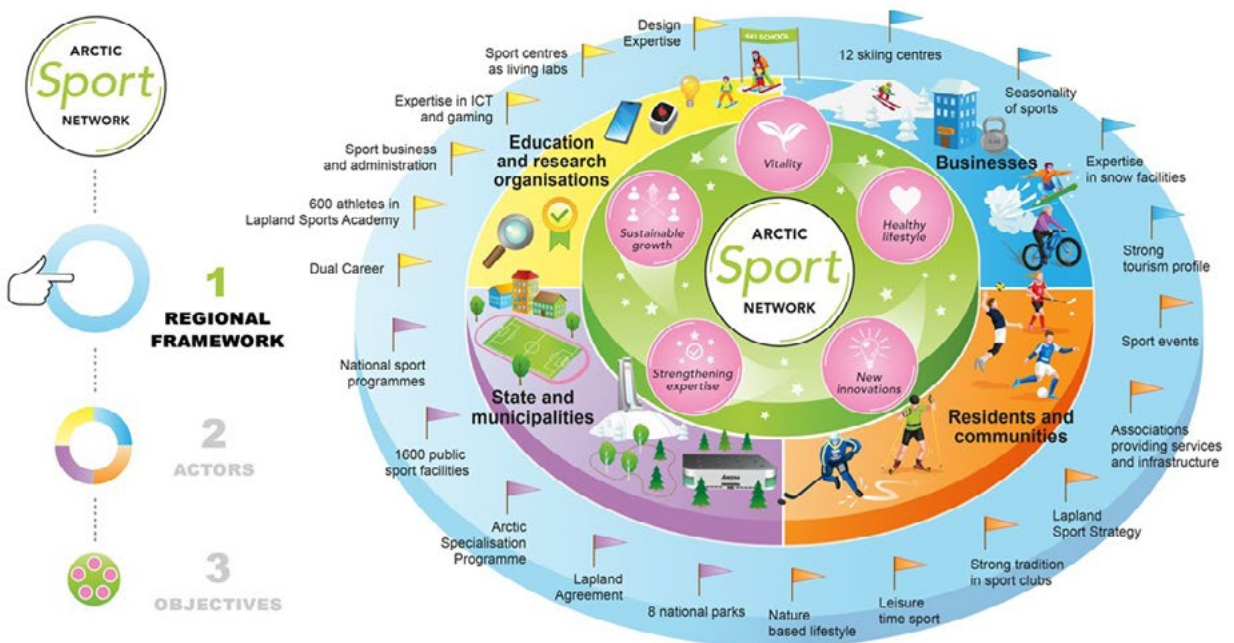 ARCTIC
Sport
NETWORK
1
REGIONAL
FRAMEWORK
2
ACTORS
3
OBJECTIVES
Design
Expertise
Sport centres
as living labs
Expertise in ICT
and gaming
Sport business
and administration
600 athletes in
Lapland Sports Academy
Dual Career
National sport
programmes
1600 public
sport facilities
Arctic
Specialisation
Programme
Lapland
Agreement
8 national parks
Nature
based lifestyle
Leisure
time sport
Strong tradition
in sport clubs
Lapland
Sport Strategy
Associations
providing services
and infrastructure
Sport events
Strong
tourism profile
Expertise
in snow facilities
Seasonality
of sports
12 skiing centres
SKI SCHOOL
Education
and research
organisations
Businesses
HOTEL
State and
municipalities
ARENA
Residents and
communities
Vitality
Healthy
lifestyle
New
innovations
Strengthening
expertise
Sustainable
growth
ARCTIC
Sport
NETWORK